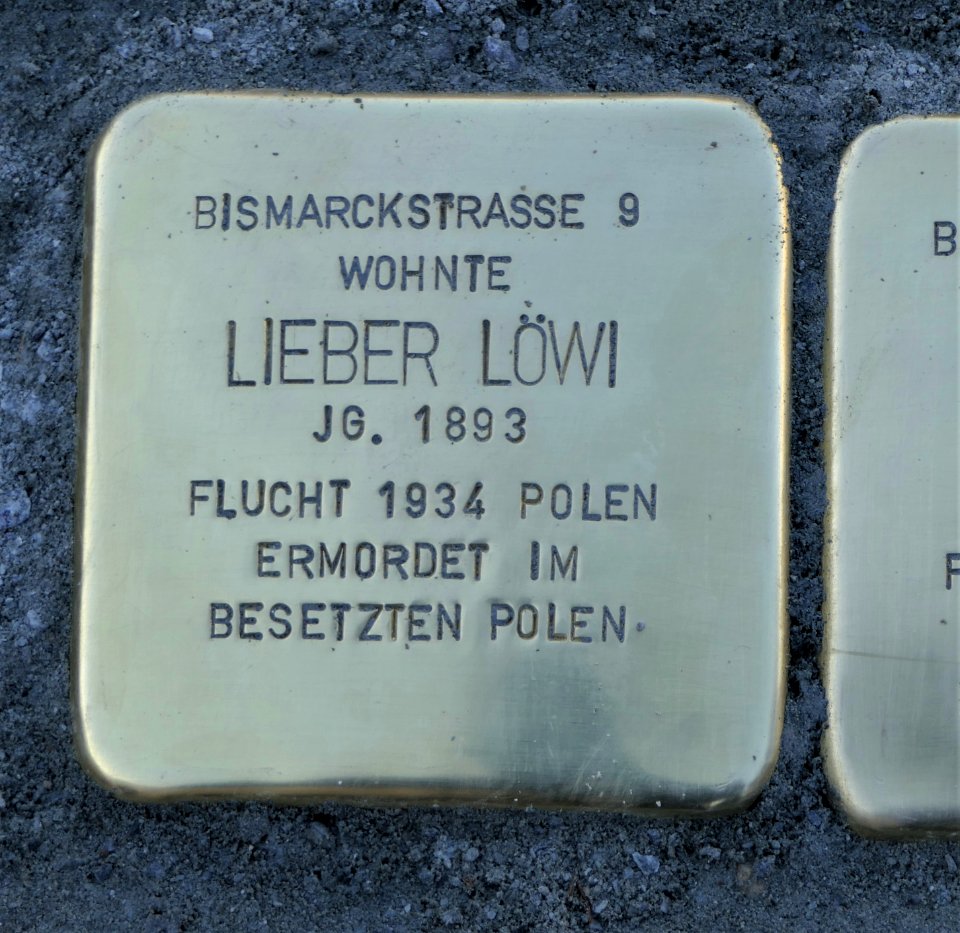 BISMARCKSTRASSE 9
WOHNTE
LIEBER LÖWI
JG. 1893
FLUCHT 1934 POLEN
ERMORDET IM
BESETZTEN POLEN
B